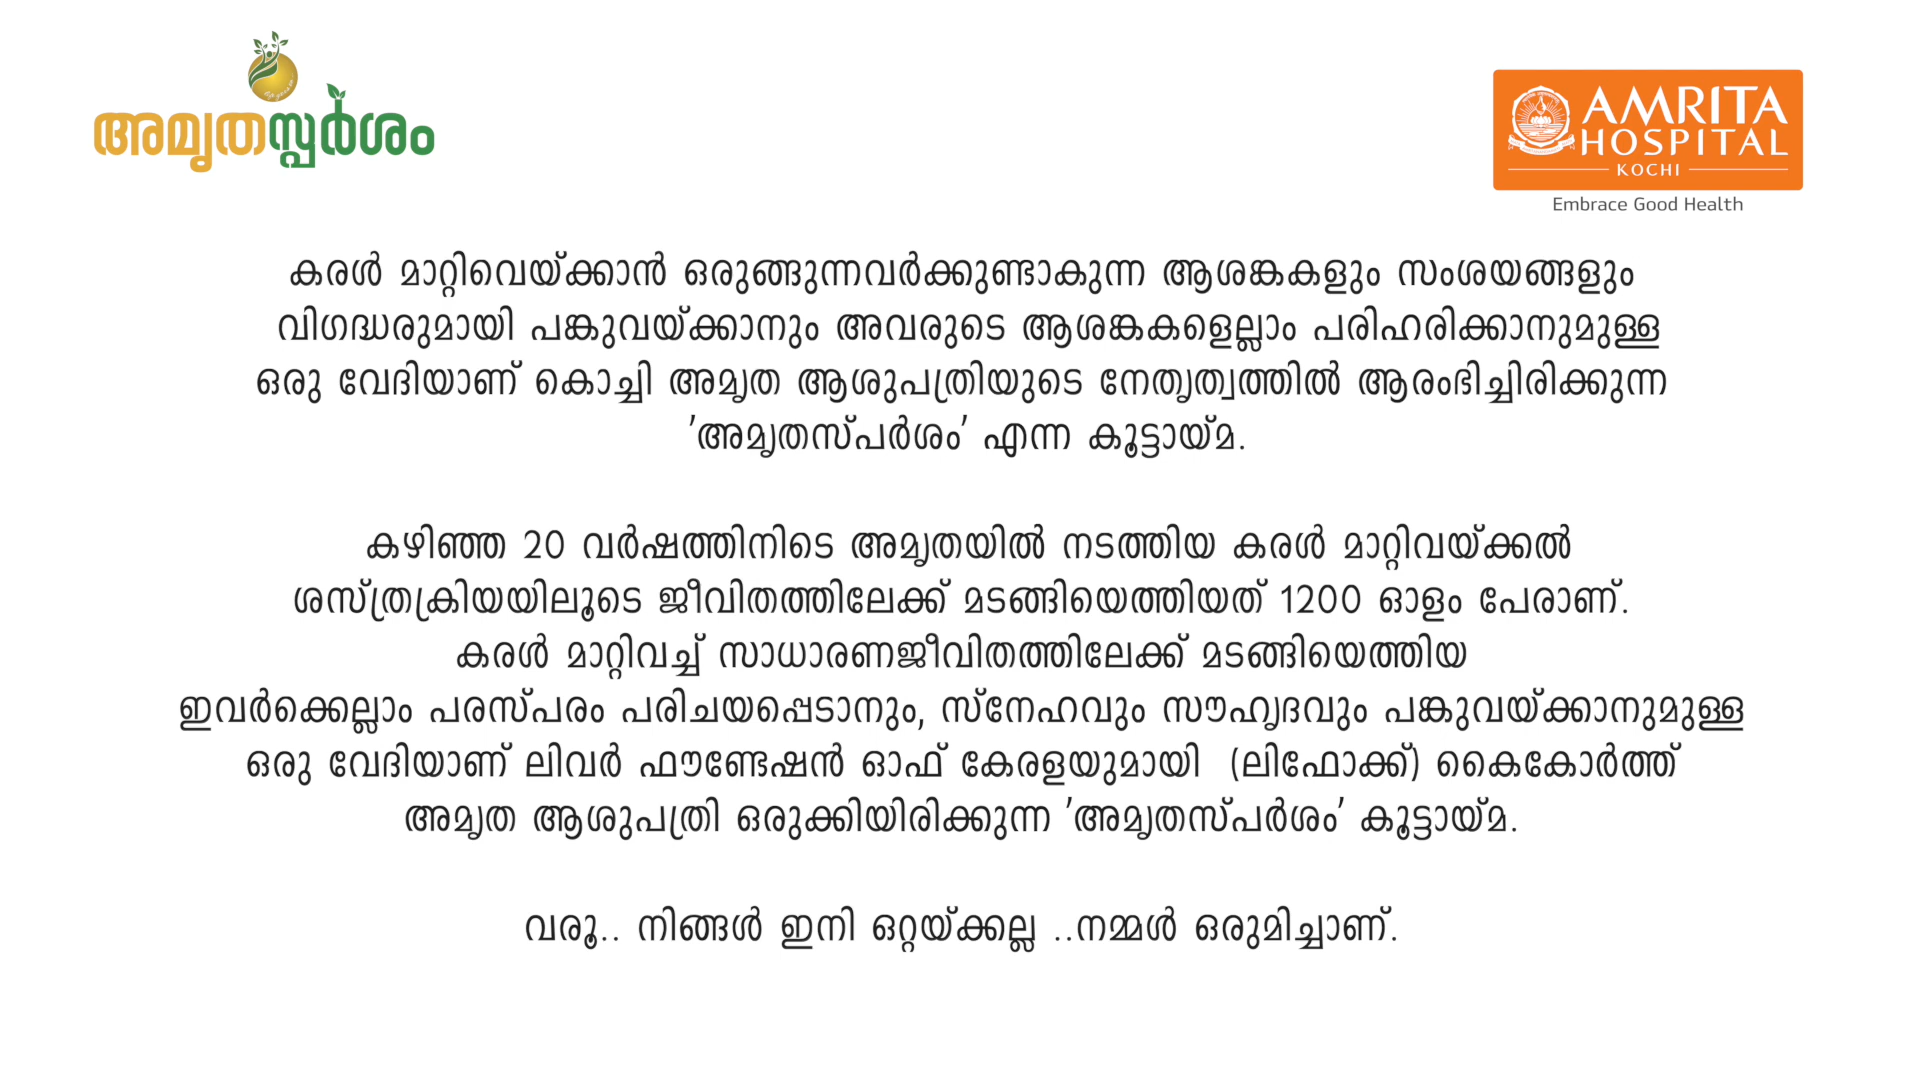 അമൃതസ്പർശം
AMRITA
HOSPITAL
KOCHI
Embrace Good Health
കരൾ മാറ്റിവെയ്ക്കാൻ ഒരുങ്ങുന്നവർക്കുണ്ടാകുന്ന ആശങ്കകളും സംശയങ്ങളും
വിഗദ്ധരുമായി പങ്കുവയ്ക്കാനും അവരുടെ ആശങ്കകളെല്ലാം പരിഹരിക്കാനുമുള്ള
ഒരു വേദിയാണ് കൊച്ചി അമൃത ആശുപത്രിയുടെ നേതൃത്വത്തിൽ ആരംഭിച്ചിരിക്കുന്ന
'അമൃതസ്പർശം' എന്ന കൂട്ടായ്മ.
കഴിഞ്ഞ 20 വർഷത്തിനിടെ അമൃതയിൽ നടത്തിയ കരൾ മാറ്റിവയ്ക്കൽ
ശസ്ത്രക്രിയയിലൂടെ ജീവിതത്തിലേക്ക് മടങ്ങിയെത്തിയത് 1200 ഓളം പേരാണ്.
കരൾ മാറ്റിവച്ച് സാധാരണജീവിതത്തിലേക്ക് മടങ്ങിയെത്തിയ
ഇവർക്കെല്ലാം പരസ്പരം പരിചയപ്പെടാനും, സ്നേഹവും സൗഹൃദവും പങ്കുവയ്ക്കാനുമുള്ള
ഒരു വേദിയാണ് ലിവർ ഫൗണ്ടേഷൻ ഓഫ് കേരളയുമായി (ലിഫോക്ക്) കൈകോർത്ത്
അമൃത ആശുപത്രി ഒരുക്കിയിരിക്കുന്ന 'അമൃതസ്പർശം' കൂട്ടായ്മ.
വരൂ.. നിങ്ങൾ ഇനി ഒറ്റയ്ക്കല്ല ..നമ്മൾ ഒരുമിച്ചാണ്.